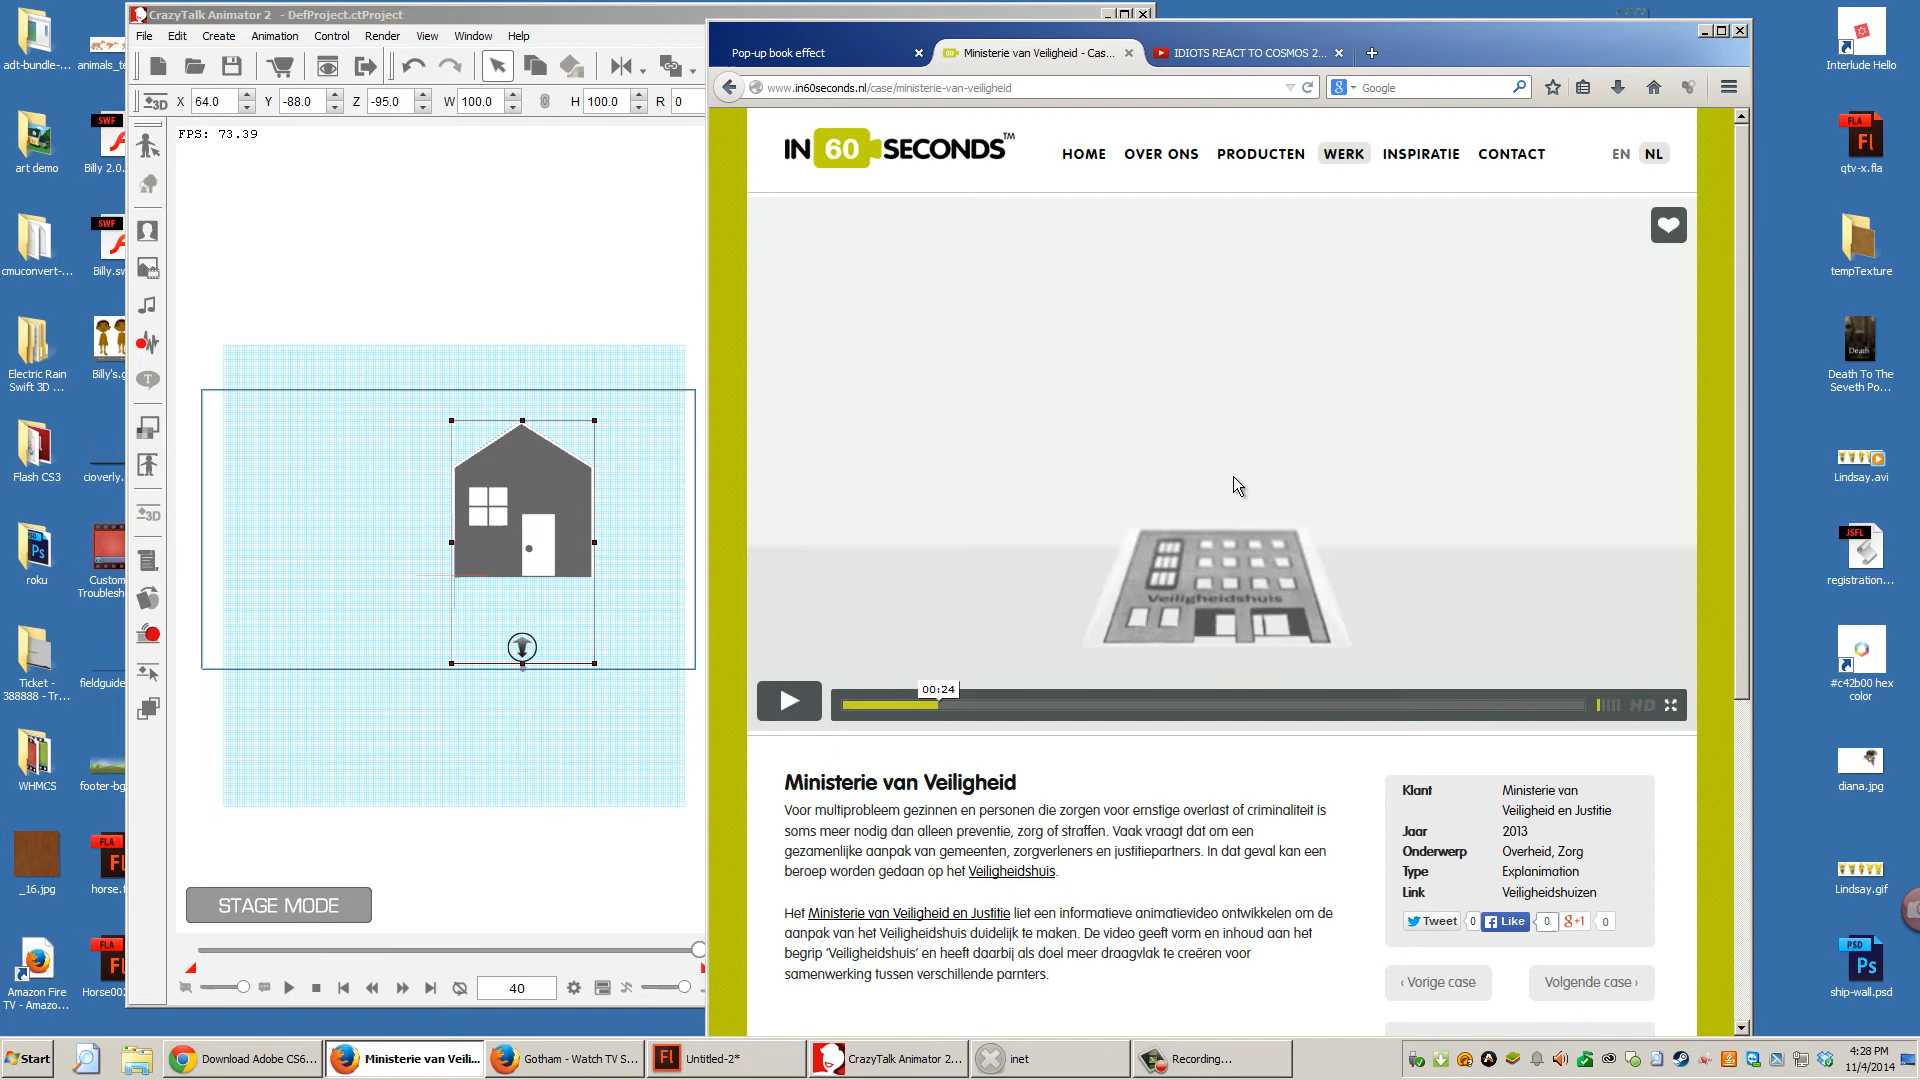 adt-bundle-...
animals_te
SWF
art demo
Billy 2.0.
SWF
cmuconvert-...
Billy.sw
Electric Rain
Swift 3D ...
Billy's.g
Flash CS3
cioverly.
roku
Custom
Troublesh...
Ticket -
388888 - Tr...
fieldguide
WHMCS
footer-bg
_16.jpg
horse.f
Amazon Fire
TV - Amazo...
Horse00
CrazyTalk Animator 2 - DefProject.ctProject
File Edit Create Animation Control Render View Window Help
X 64.0 Y -88.0 Z -95.0 W 100.0 H 100.0 R 0
FPS: 73.39
3D
STAGE MODE
40
Pop-up book effect
Ministerie van Veiligheid - Cas...
IDIOTS REACT TO COSMOS 2...
www.in60seconds.nl/case/ministerie-van-veiligheid
Google
IN 60 SECONDS™
HOME OVER ONS PRODUCTEN WERK INSPIRATIE CONTACT EN NL
Veiligheidshuis
00:24
HD
Ministerie van Veiligheid
Voor multiprobleem gezinnen en personen die zorgen voor ernstige overlast of criminaliteit is
soms meer nodig dan alleen preventie, zorg of straffen. Vaak vraagt dat om een
gezamenlijke aanpak van gemeenten, zorgverleners en justitiepartners. In dat geval kan een
beroep worden gedaan op het Veiligheidshuis.
Het Ministerie van Veiligheid en Justitie liet een informatieve animatievideo ontwikkelen om de
aanpak van het Veiligheidshuis duidelijk te maken. De video geeft vorm en inhoud aan het
begrip 'Veiligheidshuis' en heeft daarbij als doel meer draagvlak te creëren voor
samenwerking tussen verschillende parnters.
Klant Ministerie van
Veiligheid en Justitie
Jaar 2013
Onderwerp Overheid, Zorg
Type Explanimation
Link Veiligheidshuizen
Tweet 0 Like 0 g+1 0
‹ Vorige case
Volgende case ›
Interlude Hello
FLA
qtv-x.fla
tempTexture
Death
Death To The
Seveth Po...
Lindsay.avi
JSFL
registration...
#c42b00 hex
color
diana.jpg
Lindsay.gif
PSD
ship-wall.psd
Start
Download Adobe CS6...
Ministerie van Veili...
Gotham - Watch TV S...
Untitled-2*
CrazyTalk Animator 2...
inet
Recording...
4:28 PM
11/4/2014